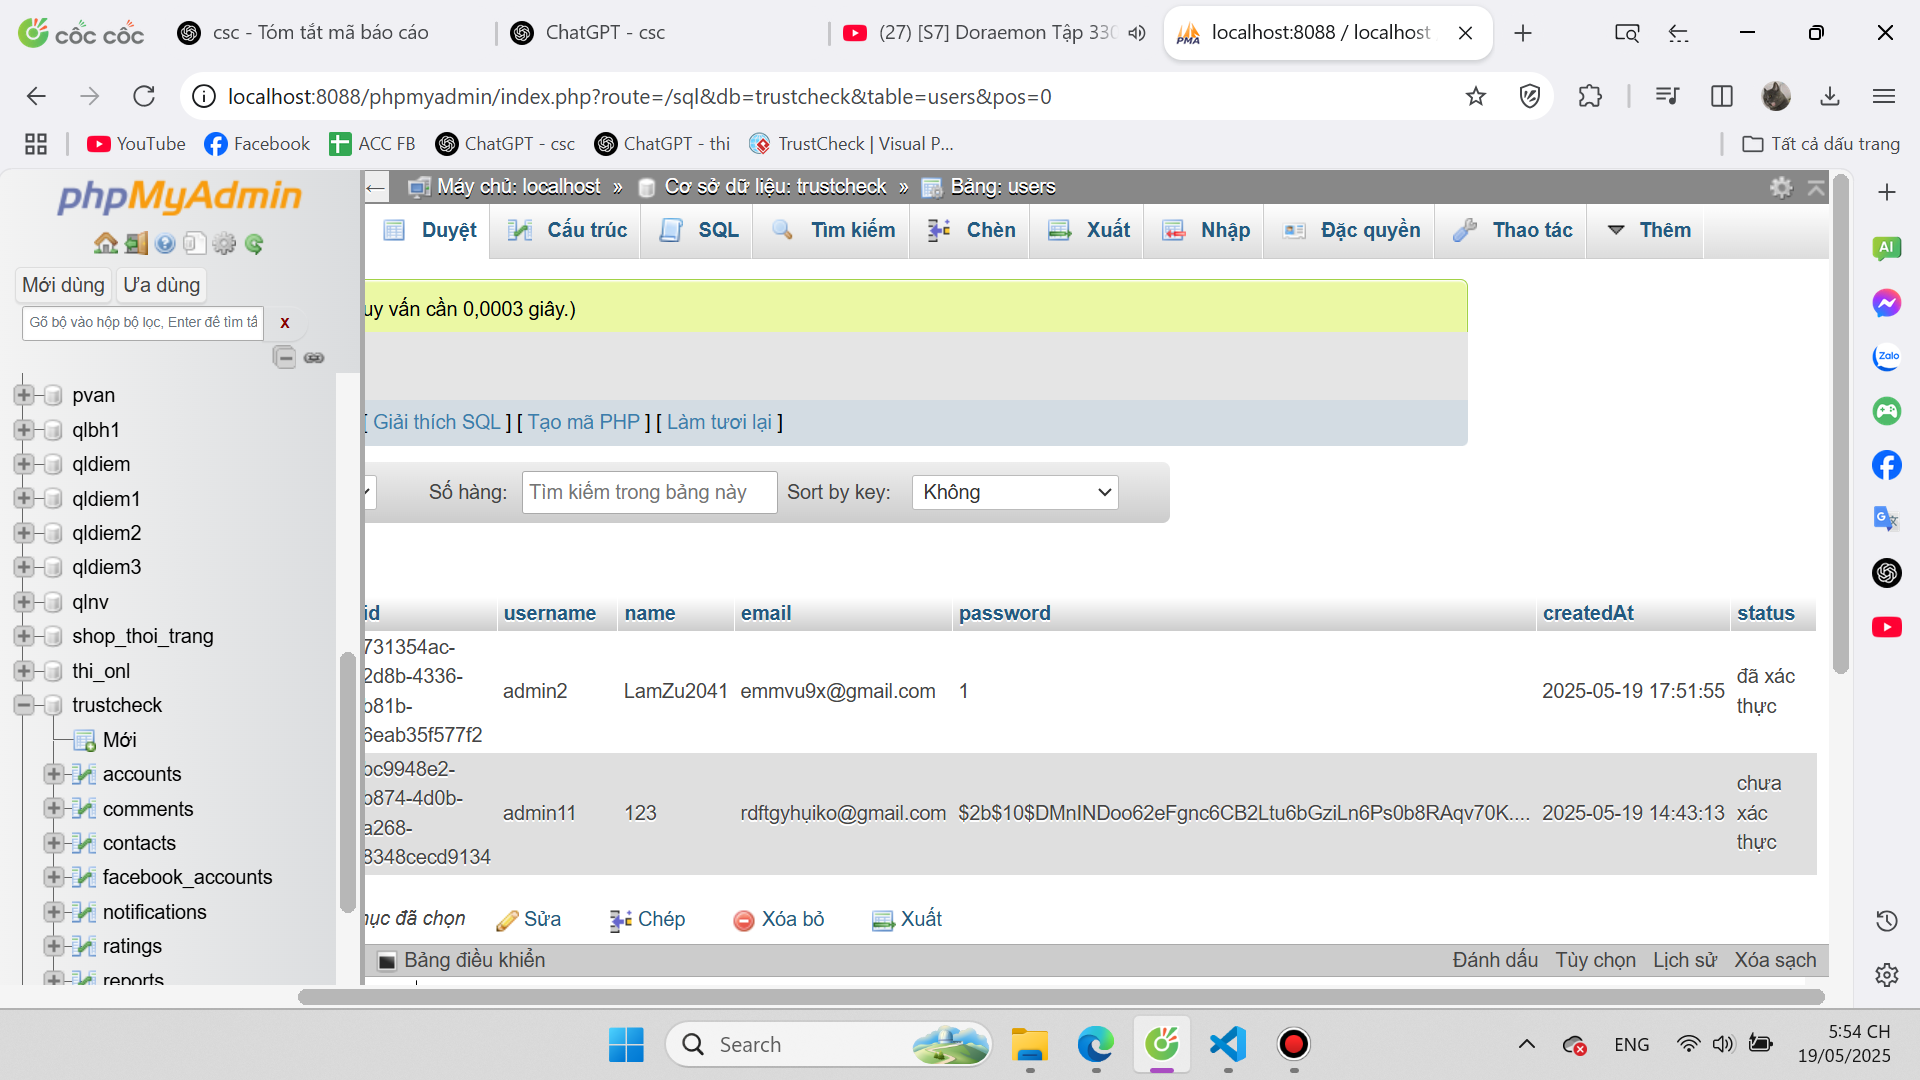 cốc cốc
csc - Tóm tắt mã báo cáo
ChatGPT - csc
(27) [S7] Doraemon Tập 330
localhost:8088 / localhost
localhost:8088/phpmyadmin/index.php?route=/sql&db=trustcheck&table=users&pos=0
YouTube
Facebook
ACC FB
ChatGPT - csc
ChatGPT - thi
TrustCheck | Visual P...
Tất cả dấu trang
phpMyAdmin
Mới dùng
Ưa dùng
Gõ bộ vào hộp bộ lọc, Enter để tìm tấ
X
pvan
qlbh1
qldiem
qldiem1
qldiem2
qldiem3
qlnv
shop_thoi_trang
thi_onl
trustcheck
Mới
accounts
comments
contacts
facebook_accounts
notifications
ratings
reports
Máy chủ: localhost » Cơ sở dữ liệu: trustcheck » Bảng: users
Duyệt
Cấu trúc
SQL
Tìm kiếm
Chèn
Xuất
Nhập
Đặc quyền
Thao tác
Thêm
uy vấn cần 0,0003 giây.)
[ Giải thích SQL ] [ Tạo mã PHP ] [ Làm tươi lại ]
Số hàng:
Tìm kiếm trong bảng này
Sort by key:
Không
id username name email password createdAt status
731354ac-
2d8b-4336-
b81b-
6eab35f577f2
admin2 LamZu2041 emmvu9x@gmail.com 1 2025-05-19 17:51:55
đã xác
thực
bc9948e2-
b874-4d0b-
a268-
8348cecd9134
admin11 123 rdftgyhụiko@gmail.com $2b$10$DMnINDoo62eFgnc6CB2Ltu6bGziLn6Ps0b8RAqv70K.... 2025-05-19 14:43:13
chưa
xác
thực
mục đã chọn
Sửa
Chép
Xóa bỏ
Xuất
Bảng điều khiển
Đánh dấu
Tùy chọn
Lịch sử
Xóa sạch
AI
Zalo
Search
ENG
5:54 CH
19/05/2025